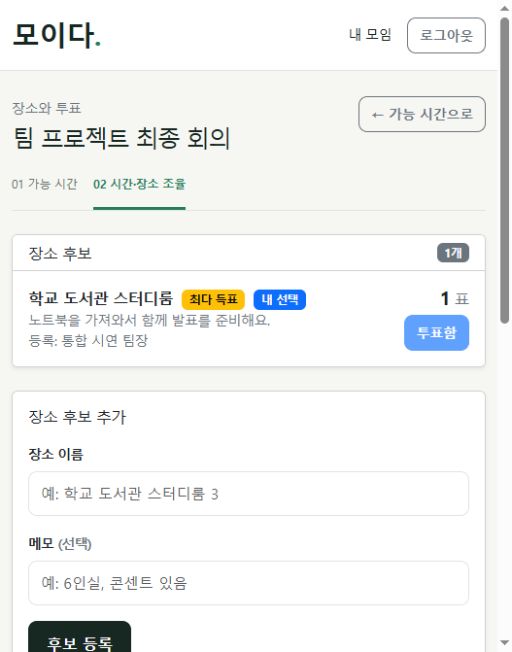 모이다.
내 모임
로그아웃
장소와 투표
팀 프로젝트 최종 회의
← 가능 시간으로
01 가능 시간
02 시간·장소 조율
장소 후보
1개
학교 도서관 스터디룸 최다 득표 내 선택
1 표
노트북을 가져와서 함께 발표를 준비해요.
등록: 통합 시연 팀장
투표함
장소 후보 추가
장소 이름
예: 학교 도서관 스터디룸 3
메모 (선택)
예: 6인실, 콘센트 있음
후보 등록